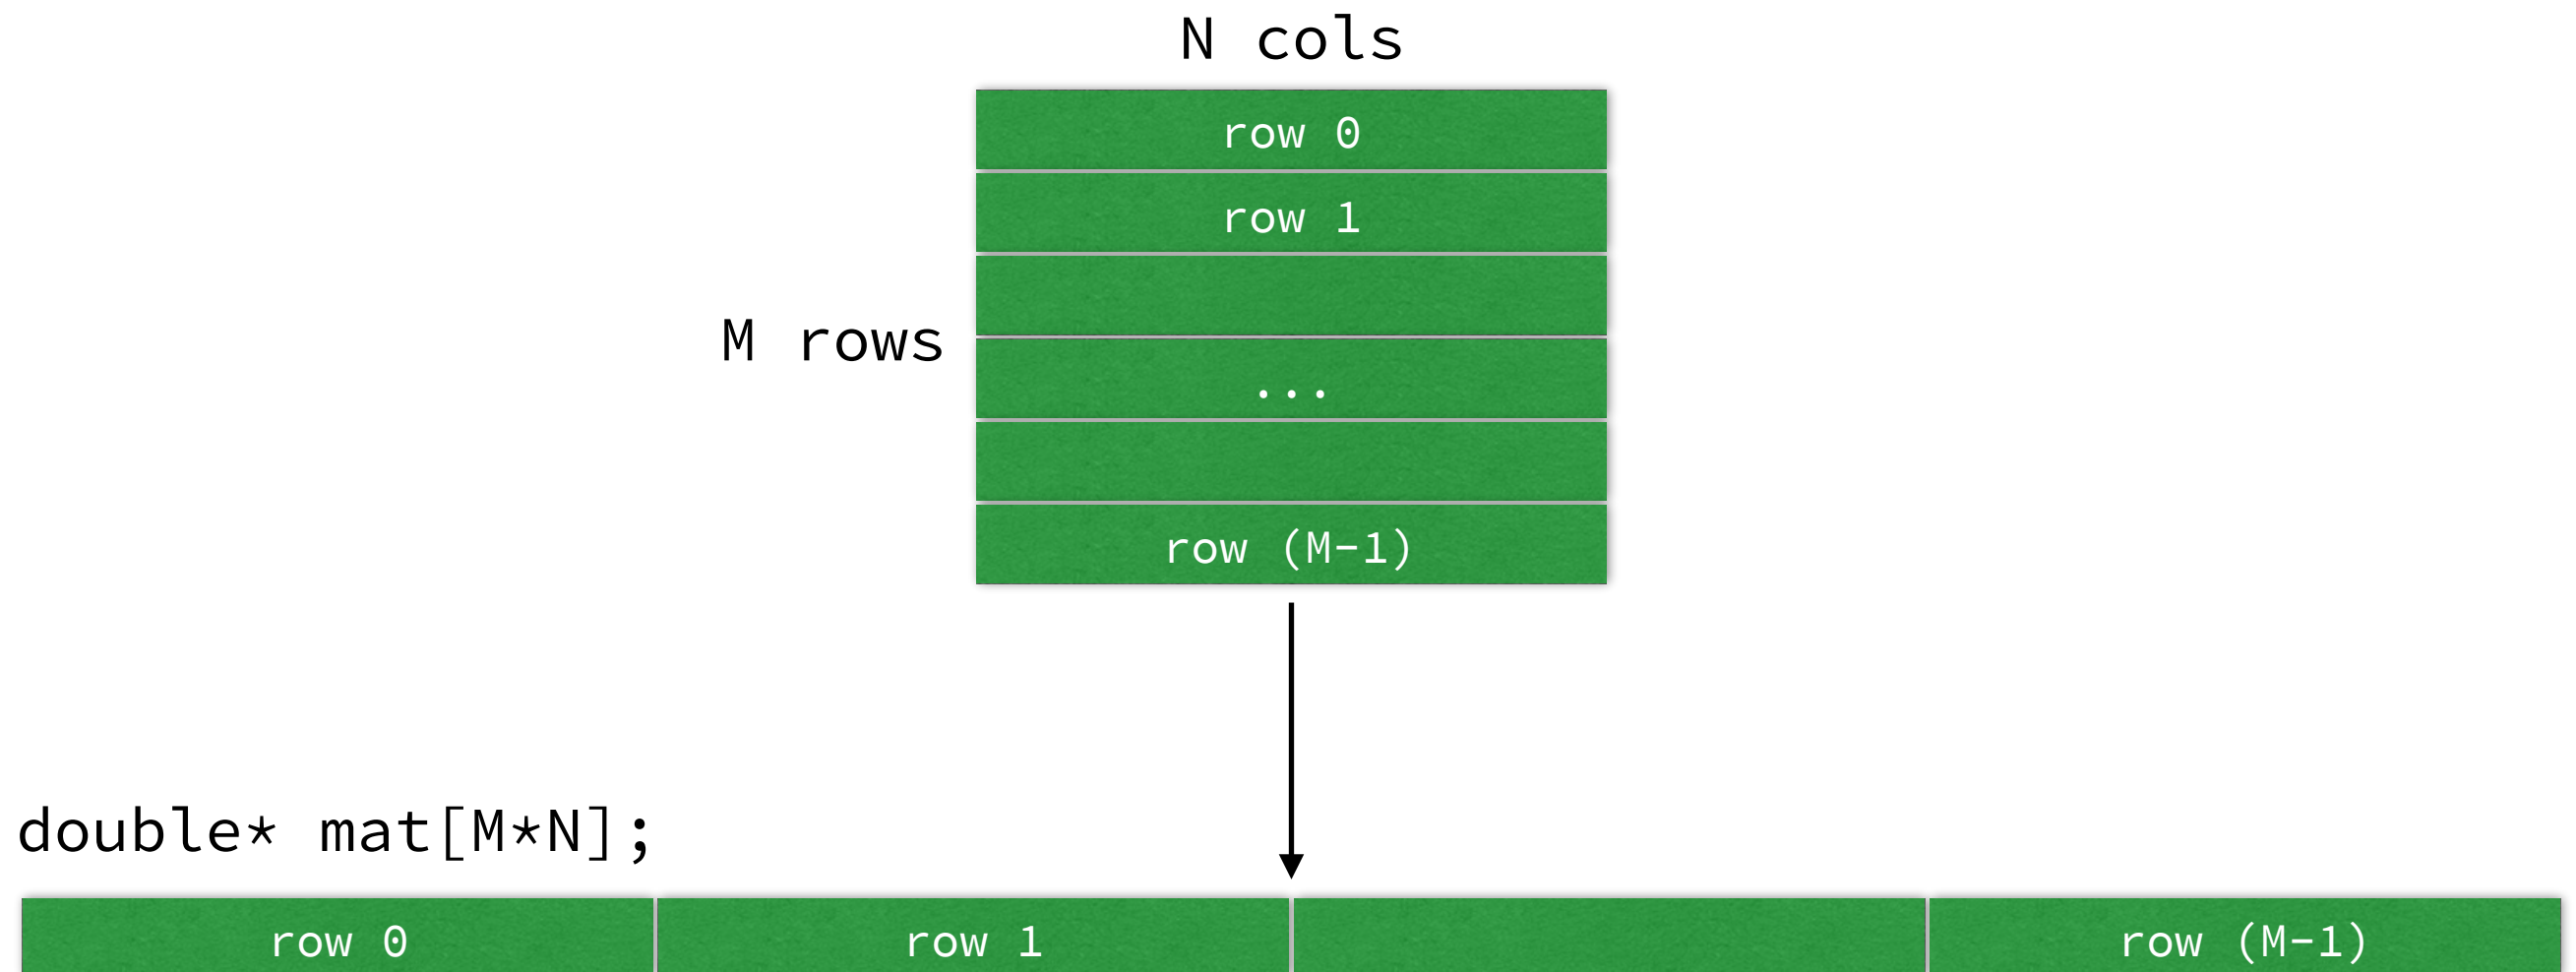 N cols
row 0
row 1
M rows
...
row (M-1)
double* mat[M*N];
row 0
row 1
row (M-1)